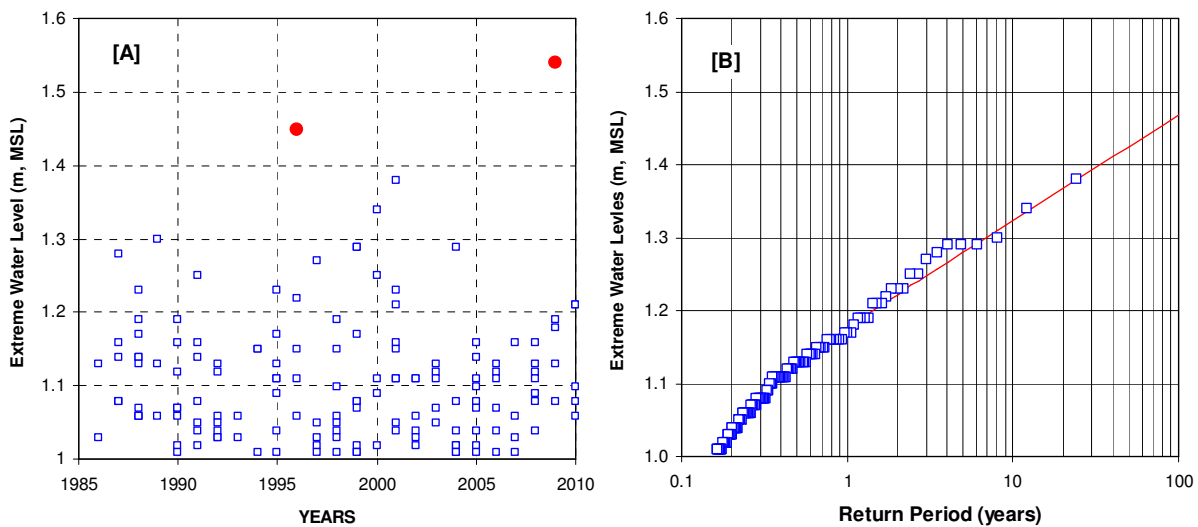 [A]
Extreme Water Level (m, MSL)
1.6
1.5
1.4
1.3
1.2
1.1
1
1985 1990 1995 2000 2005 2010
YEARS
[B]
Extreme Water Levles (m, MSL)
1.6
1.5
1.4
1.3
1.2
1.1
1.0
0.1 1 10 100
Return Period (years)